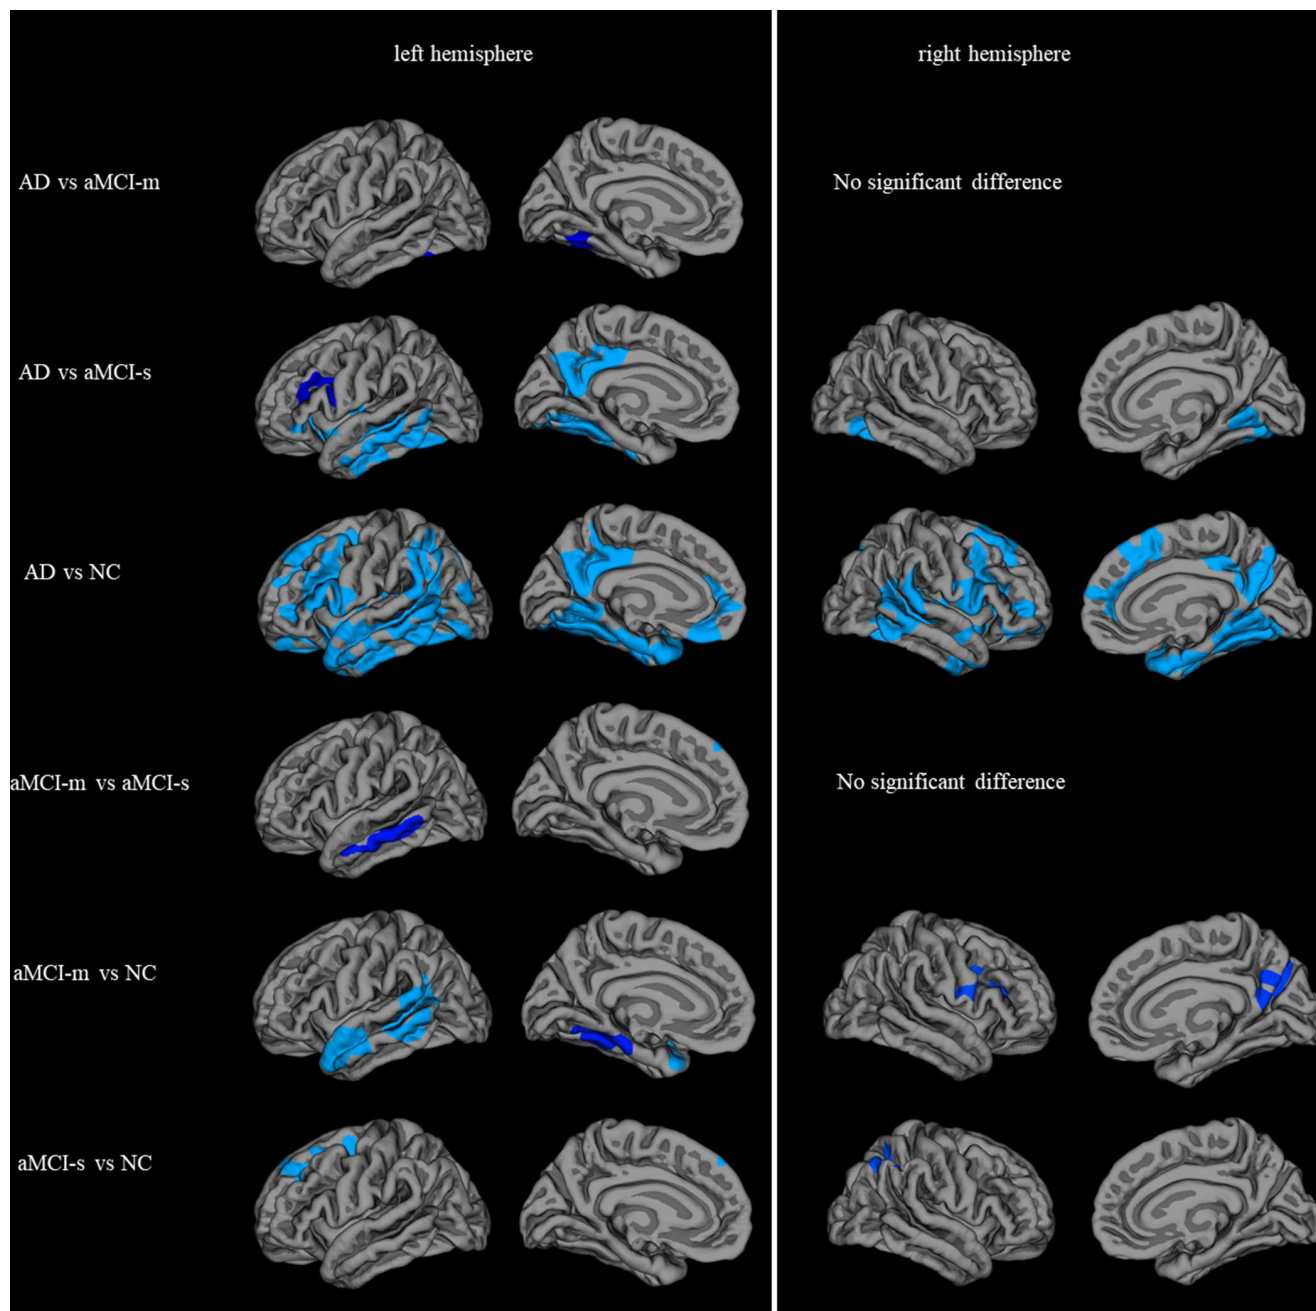 left hemisphere
right hemisphere
AD vs aMCI-m
No significant difference
AD vs aMCI-s
AD vs NC
aMCI-m vs aMCI-s
No significant difference
aMCI-m vs NC
aMCI-s vs NC